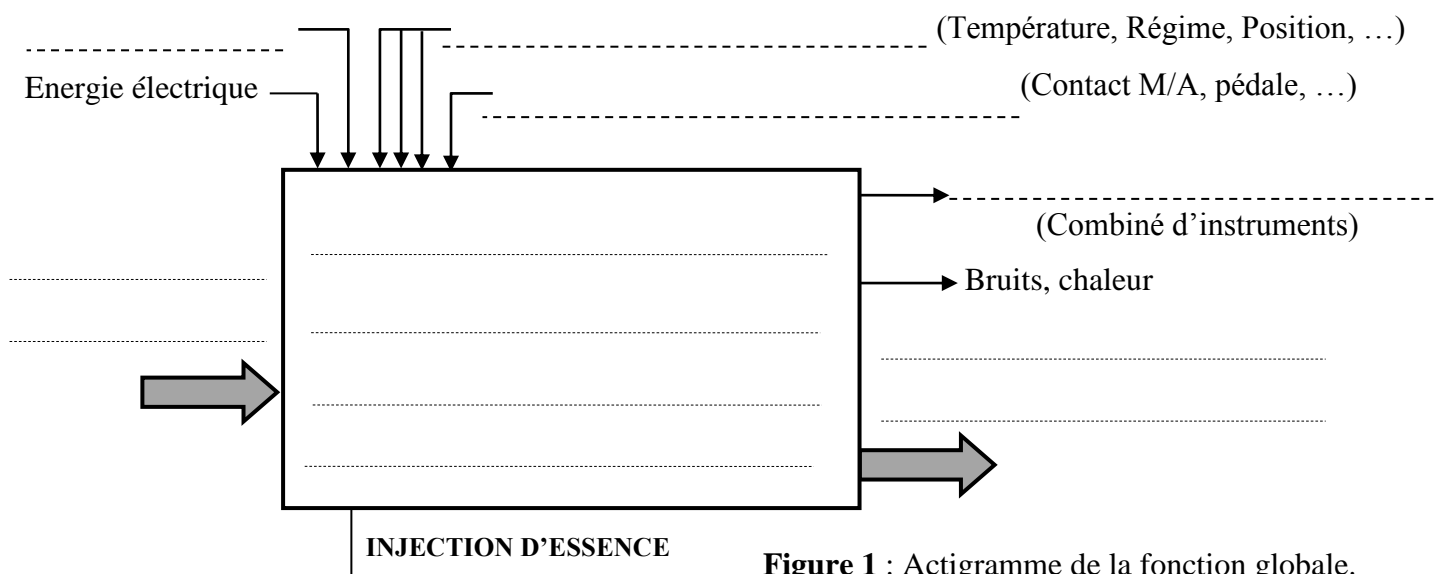 (Température, Régime, Position, …)
Energie électrique
(Contact M/A, pédale, …)
(Combiné d’instruments)
Bruits, chaleur
INJECTION D’ESSENCE
Figure 1 : Actigramme de la fonction globale.